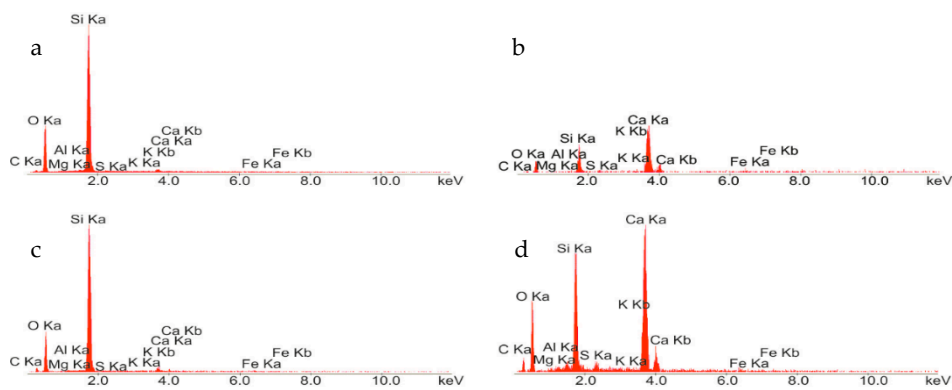 a
Si Ka
O Ka
C Ka
Al Ka
Mg Ka
S Ka
K Ka
K Kb
Ca Ka
Ca Kb
Fe Ka
Fe Kb
2.0 4.0 6.0 8.0 10.0 keV
b
Ca Ka
K Kb
Si Ka
O Ka
C Ka
Al Ka
Mg Ka
S Ka
K Ka
Ca Kb
Fe Ka
Fe Kb
2.0 4.0 6.0 8.0 10.0 keV
c
Si Ka
O Ka
C Ka
Al Ka
Mg Ka
S Ka
K Ka
K Kb
Ca Ka
Ca Kb
Fe Ka
Fe Kb
2.0 4.0 6.0 8.0 10.0 keV
d
Ca Ka
Si Ka
O Ka
K Kb
C Ka
Al Ka
Mg Ka
S Ka
K Ka
Ca Kb
Fe Ka
Fe Kb
2.0 4.0 6.0 8.0 10.0 keV